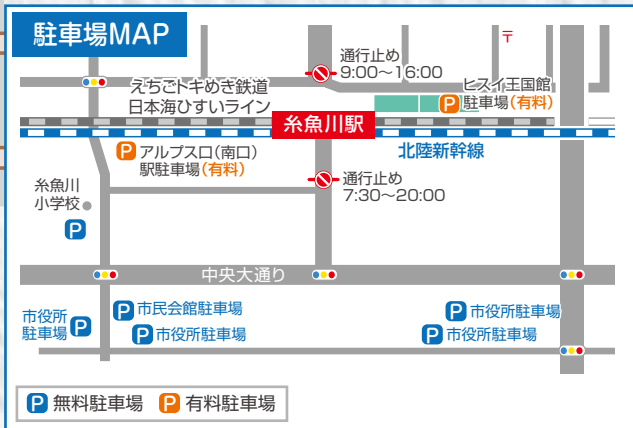 駐車場MAP
〒
通行止め
9:00〜16:00
えちごトキめき鉄道
日本海ひすいライン
ヒスイ王国館
P 駐車場(有料)
糸魚川駅
北陸新幹線
P アルプス口(南口)
駅駐車場(有料)
通行止め
7:30〜20:00
糸魚川
小学校
P
中央大通り
P 市民会館駐車場
市役所
駐車場 P
P 市役所駐車場
P 市役所駐車場
P 市役所駐車場
P 無料駐車場 P 有料駐車場